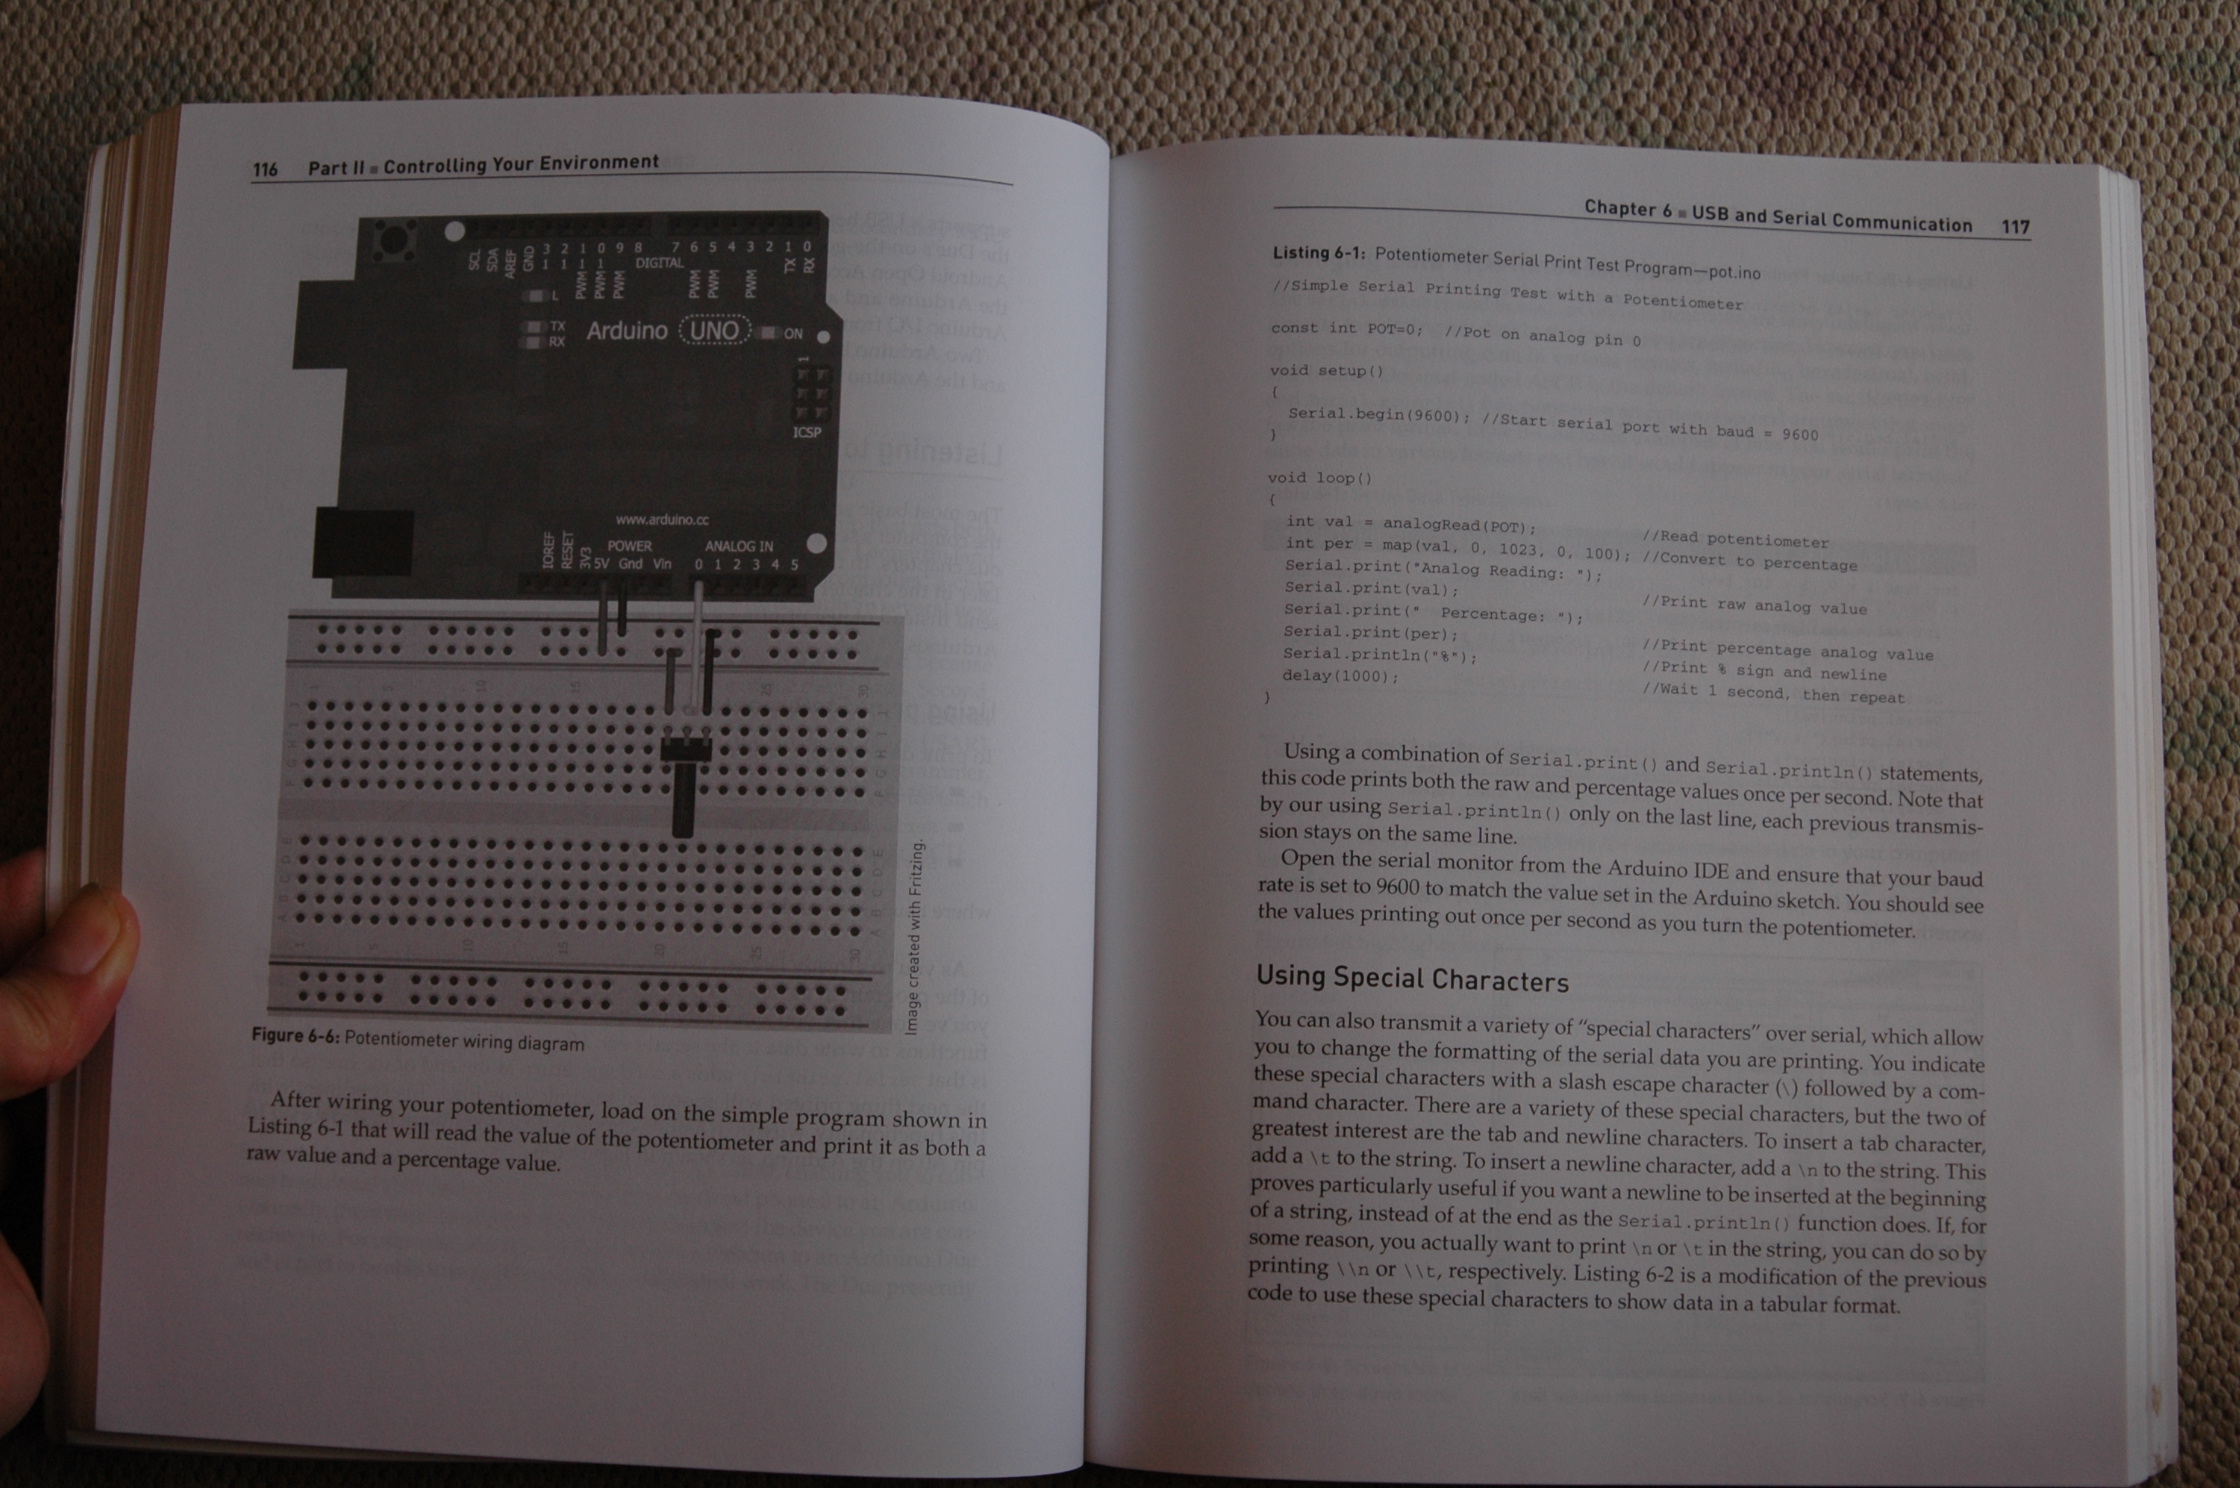 116 Part II ■ Controlling Your Environment
SCL
SDA
AREF
GND
13
12
11
10
9
8
7
6
5
4
3
2
1
0
PWM
PWM
PWM
DIGITAL
PWM
PWM
PWM
TX
RX
L
TX
RX
Arduino UNO
ON
1
ICSP
www.arduino.cc
IOREF
RESET
3V3
POWER
ANALOG IN
5V Gnd Vin
0 1 2 3 4 5
Image created with Fritzing.
Figure 6-6: Potentiometer wiring diagram
After wiring your potentiometer, load on the simple program shown in
Listing 6-1 that will read the value of the potentiometer and print it as both a
raw value and a percentage value.
Chapter 6 ■ USB and Serial Communication 117
Listing 6-1: Potentiometer Serial Print Test Program—pot.ino
//Simple Serial Printing Test with a Potentiometer
const int POT=0; //Pot on analog pin 0
void setup()
{
Serial.begin(9600); //Start serial port with baud = 9600
}
void loop()
{
int val = analogRead(POT); //Read potentiometer
int per = map(val, 0, 1023, 0, 100); //Convert to percentage
Serial.print("Analog Reading: ");
Serial.print(val); //Print raw analog value
Serial.print("  Percentage: ");
Serial.print(per); //Print percentage analog value
Serial.println("%"); //Print % sign and newline
delay(1000); //Wait 1 second, then repeat
}
Using a combination of Serial.print() and Serial.println() statements,
this code prints both the raw and percentage values once per second. Note that
by our using Serial.println() only on the last line, each previous transmis-
sion stays on the same line.
Open the serial monitor from the Arduino IDE and ensure that your baud
rate is set to 9600 to match the value set in the Arduino sketch. You should see
the values printing out once per second as you turn the potentiometer.
Using Special Characters
You can also transmit a variety of "special characters" over serial, which allow
you to change the formatting of the serial data you are printing. You indicate
these special characters with a slash escape character (\) followed by a com-
mand character. There are a variety of these special characters, but the two of
greatest interest are the tab and newline characters. To insert a tab character,
add a \t to the string. To insert a newline character, add a \n to the string. This
proves particularly useful if you want a newline to be inserted at the beginning
of a string, instead of at the end as the Serial.println() function does. If, for
some reason, you actually want to print \n or \t in the string, you can do so by
printing \\n or \\t, respectively. Listing 6-2 is a modification of the previous
code to use these special characters to show data in a tabular format.